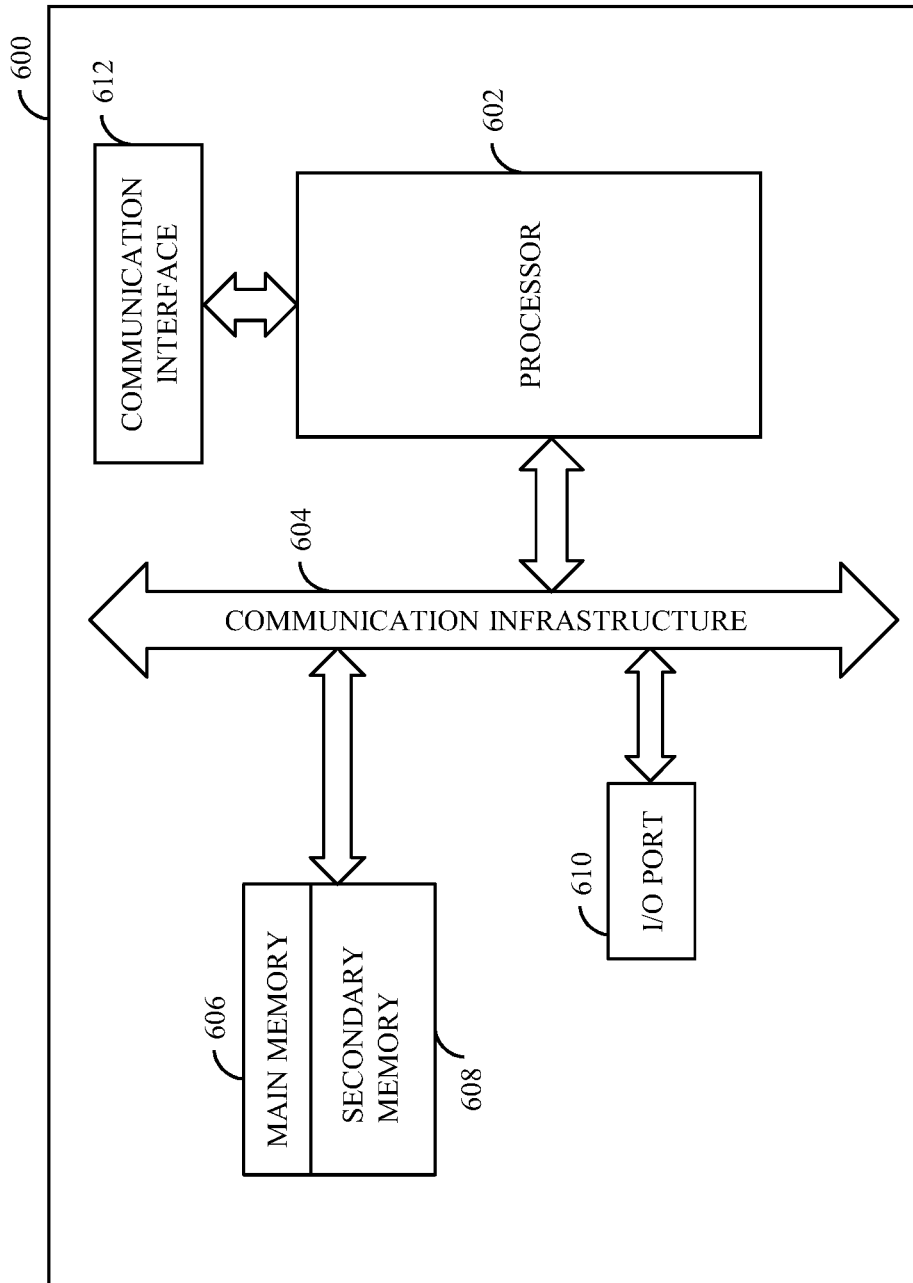 600
COMMUNICATION
INTERFACE
612
PROCESSOR
602
604
COMMUNICATION INFRASTRUCTURE
606
MAIN MEMORY
SECONDARY
MEMORY
608
610
I/O PORT